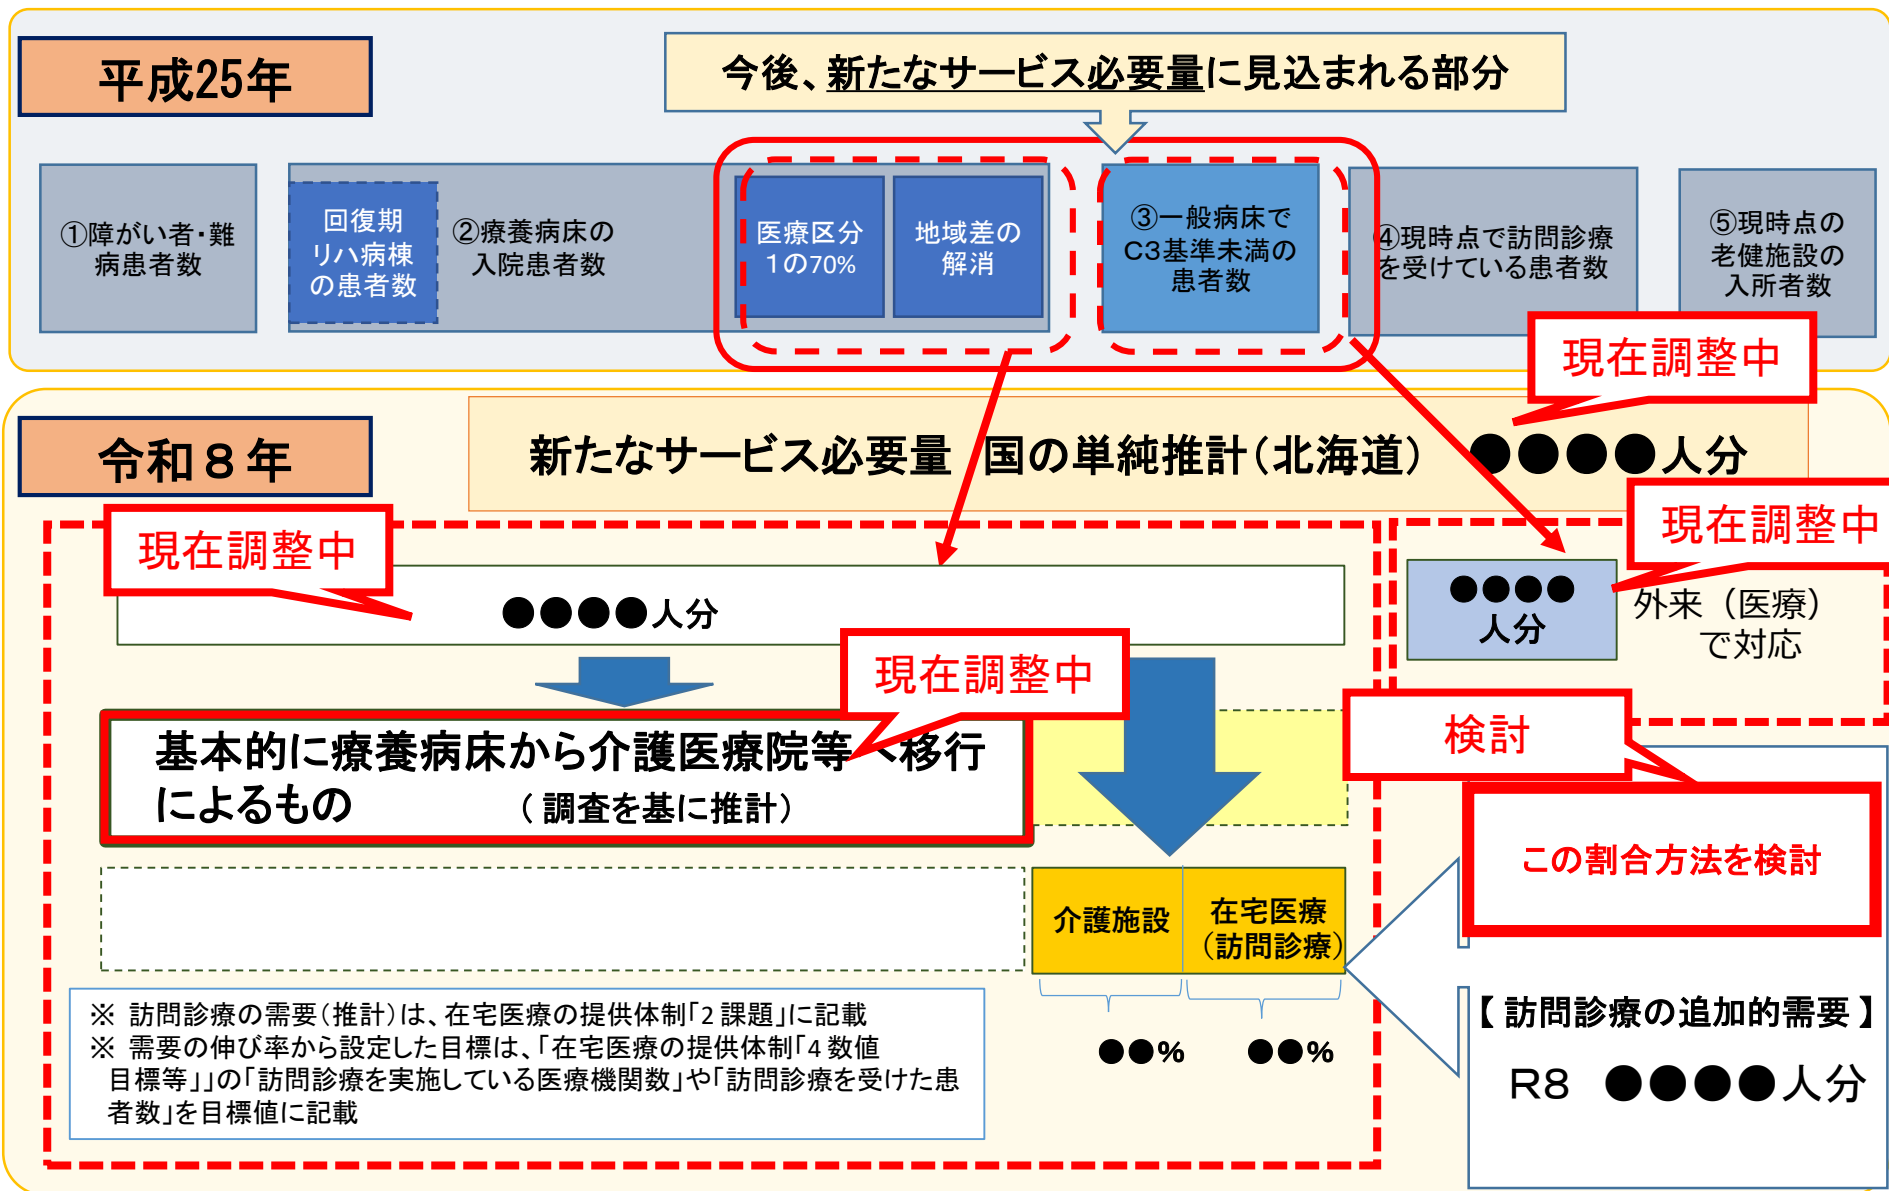 平成25年
今後、新たなサービス必要量に見込まれる部分
①障がい者・難
病患者数
回復期
リハ病棟
の患者数
②療養病床の
入院患者数
医療区分
1の70%
地域差の
解消
③一般病床で
C3基準未満の
患者数
④現時点で訪問診療
を受けている患者数
⑤現時点の
老健施設の
入所者数
現在調整中
令和8年
新たなサービス必要量 国の単純推計(北海道) ●●●●人分
現在調整中
現在調整中
●●●●人分
●●●●
人分
外来(医療)
で対応
現在調整中
基本的に療養病床から介護医療院等へ移行
によるもの (調査を基に推計)
検討
この割合方法を検討
介護施設
在宅医療
(訪問診療)
●●% ●●%
【訪問診療の追加的需要】
R8 ●●●●人分
※ 訪問診療の需要(推計)は、在宅医療の提供体制「2 課題」に記載
※ 需要の伸び率から設定した目標は、「在宅医療の提供体制「4 数値
目標等」」の「訪問診療を実施している医療機関数」や「訪問診療を受けた患
者数」を目標値に記載